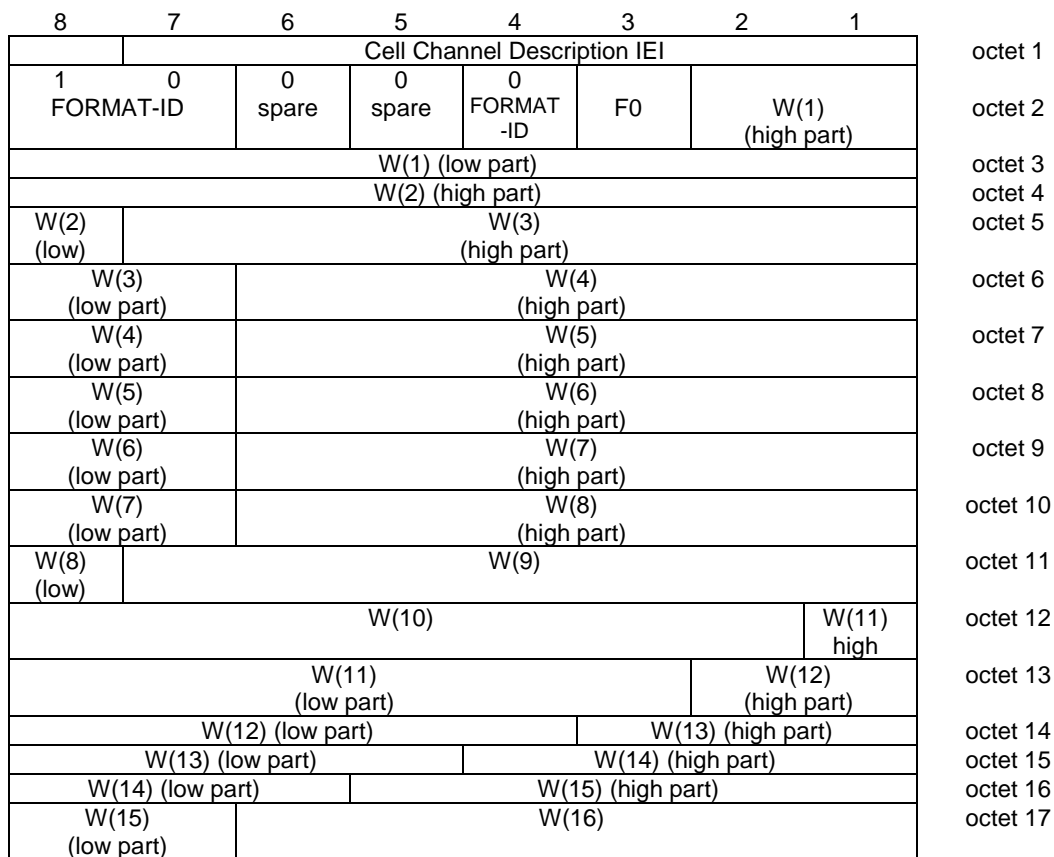 8 7 6 5 4 3 2 1
Cell Channel Description IEI octet 1
1 0 0 0 0
FORMAT-ID spare spare FORMAT F0 W(1) octet 2
-ID (high part)
W(1) (low part) octet 3
W(2) (high part) octet 4
W(2) W(3) octet 5
(low) (high part)
W(3) W(4) octet 6
(low part) (high part)
W(4) W(5) octet 7
(low part) (high part)
W(5) W(6) octet 8
(low part) (high part)
W(6) W(7) octet 9
(low part) (high part)
W(7) W(8) octet 10
(low part) (high part)
W(8) W(9) octet 11
(low)
W(10) W(11) octet 12
high
W(11) W(12) octet 13
(low part) (high part)
W(12) (low part) W(13) (high part) octet 14
W(13) (low part) W(14) (high part) octet 15
W(14) (low part) W(15) (high part) octet 16
W(15) W(16) octet 17
(low part)